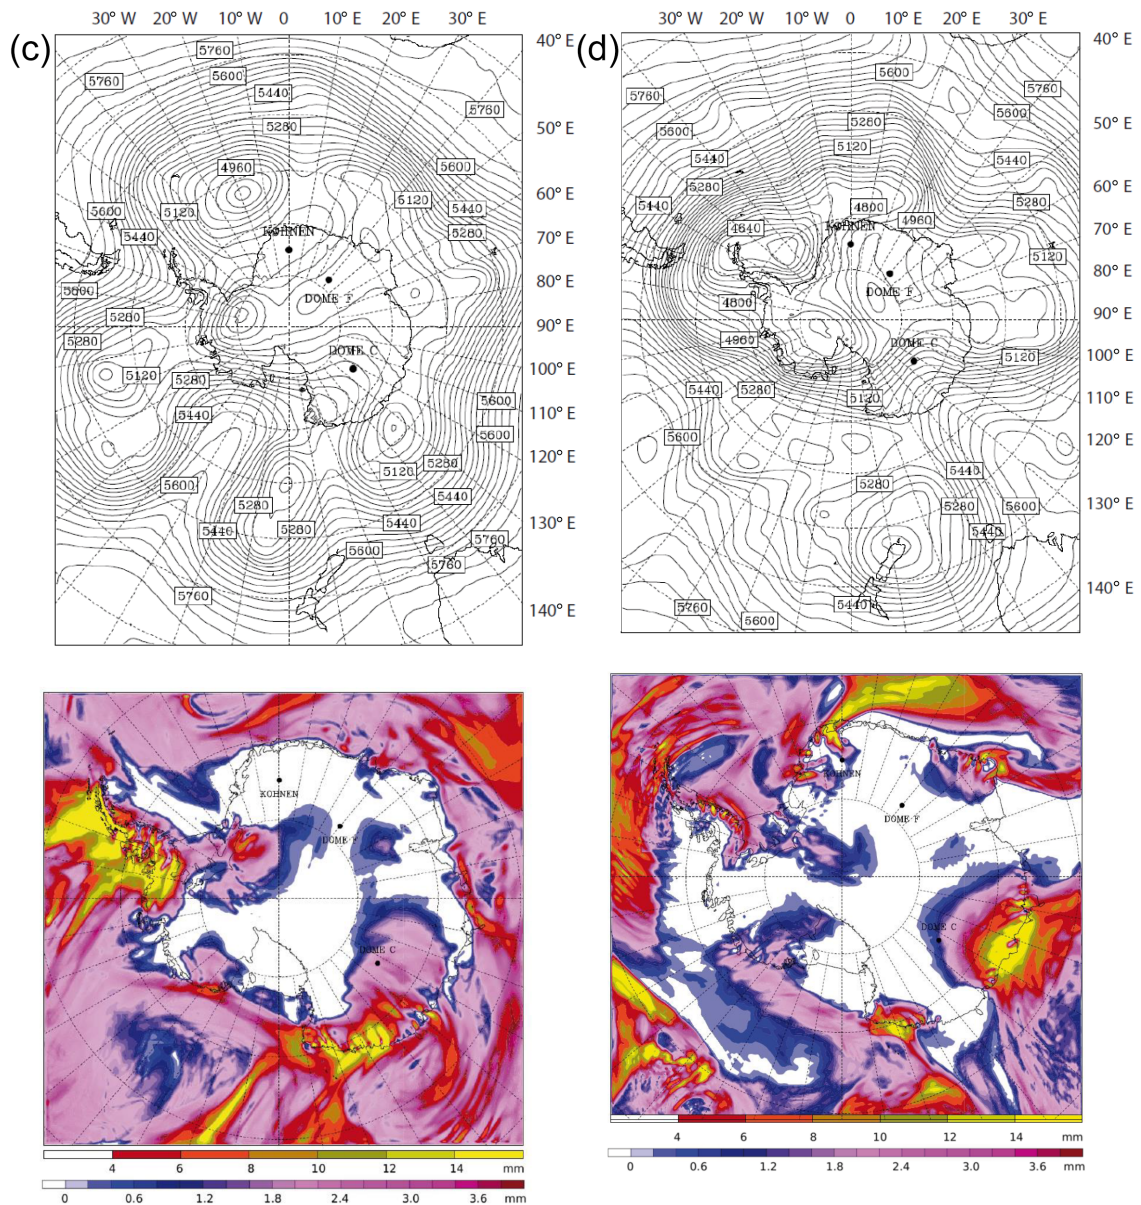 30° W 20° W 10° W 0 10° E 20° E 30° E
30° W 20° W 10° W 0 10° E 20° E 30° E
(c)
40° E
50° E
60° E
70° E
80° E
90° E
100° E
110° E
120° E
130° E
140° E
5760
5760
5600
5440
5760
5280
4960
5600
5600
5120
5120
5440
5440
5280
KOHNEN
DOME F
5600
5280
5280
DOME C
5120
5280
5440
5600
5600
5280
5120
5600
5280
5440
5440
5280
5440
5600
5760
5760
5760
(d)
40° E
50° E
60° E
70° E
80° E
90° E
100° E
110° E
120° E
130° E
140° E
5600
5760
5760
5600
5280
5600
5120
5440
5440
5280
5280
5440
4800
4960
4640
KOHNEN
5120
DOME F
4800
4960
DOME C
5120
5440
5280
5120
5600
5440
5280
5280
5600
5440
5440
5760
5600
KOHNEN
DOME F
DOME C
4 6 8 10 12 14 mm
0 0.6 1.2 1.8 2.4 3.0 3.6 mm
KOHNEN
DOME F
DOME C
4 6 8 10 12 14 mm
0 0.6 1.2 1.8 2.4 3.0 3.6 mm